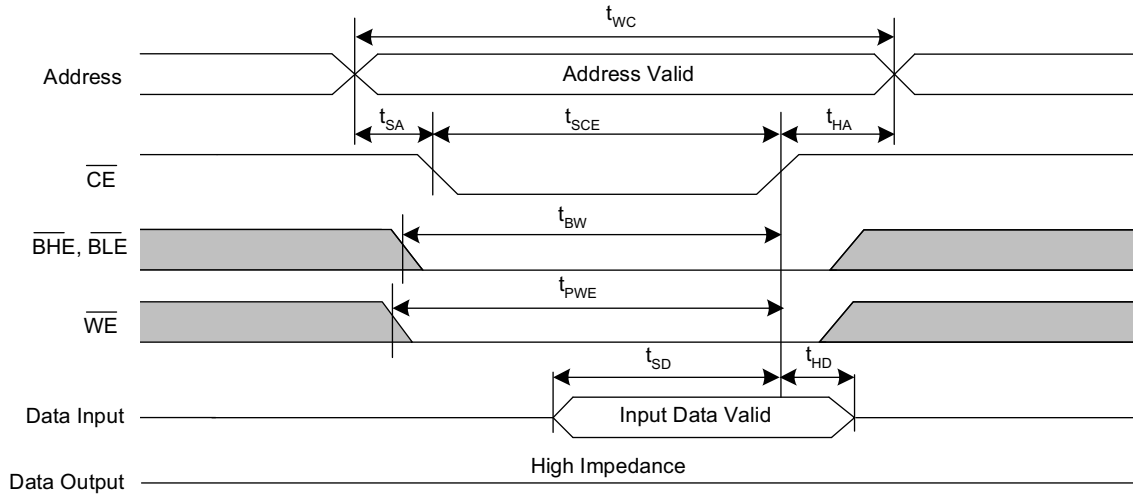 tWC
Address
Address Valid
tSA
tSCE
tHA
CE
tBW
BHE, BLE
tPWE
WE
tSD
tHD
Data Input
Input Data Valid
High Impedance
Data Output